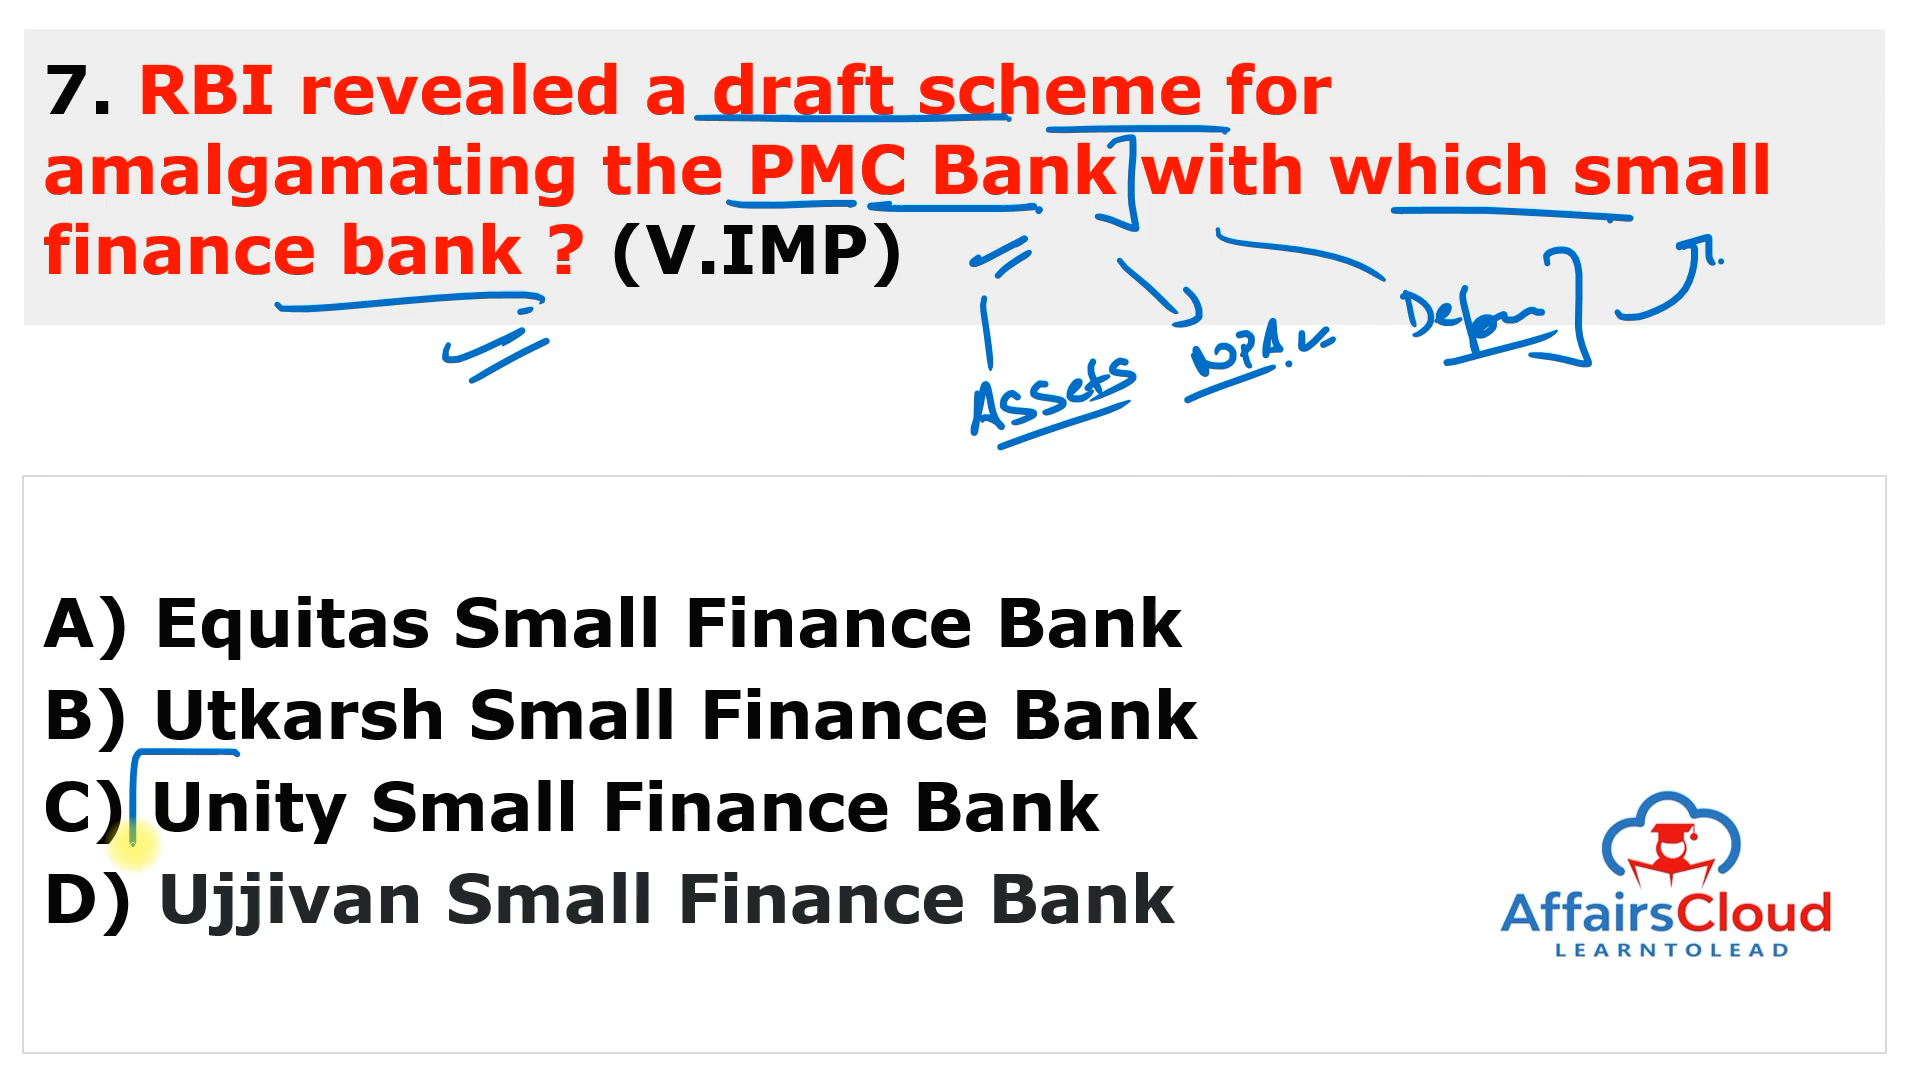 7. RBI revealed a draft scheme for
amalgamating the PMC Bank with which small
finance bank ? (V.IMP)
Assets
NPA
A) Equitas Small Finance Bank
B) Utkarsh Small Finance Bank
C) Unity Small Finance Bank
D) Ujjivan Small Finance Bank
AffairsCloud
LEARNTOLEAD